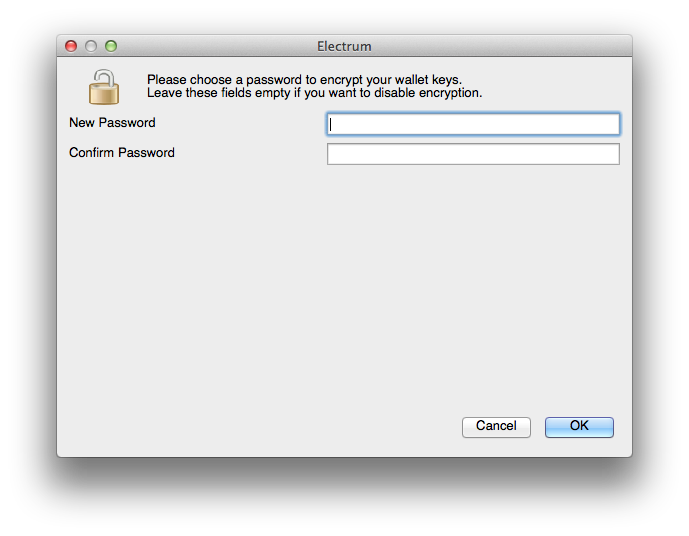 Electrum
Please choose a password to encrypt your wallet keys.
Leave these fields empty if you want to disable encryption.
New Password
Confirm Password
Cancel
OK